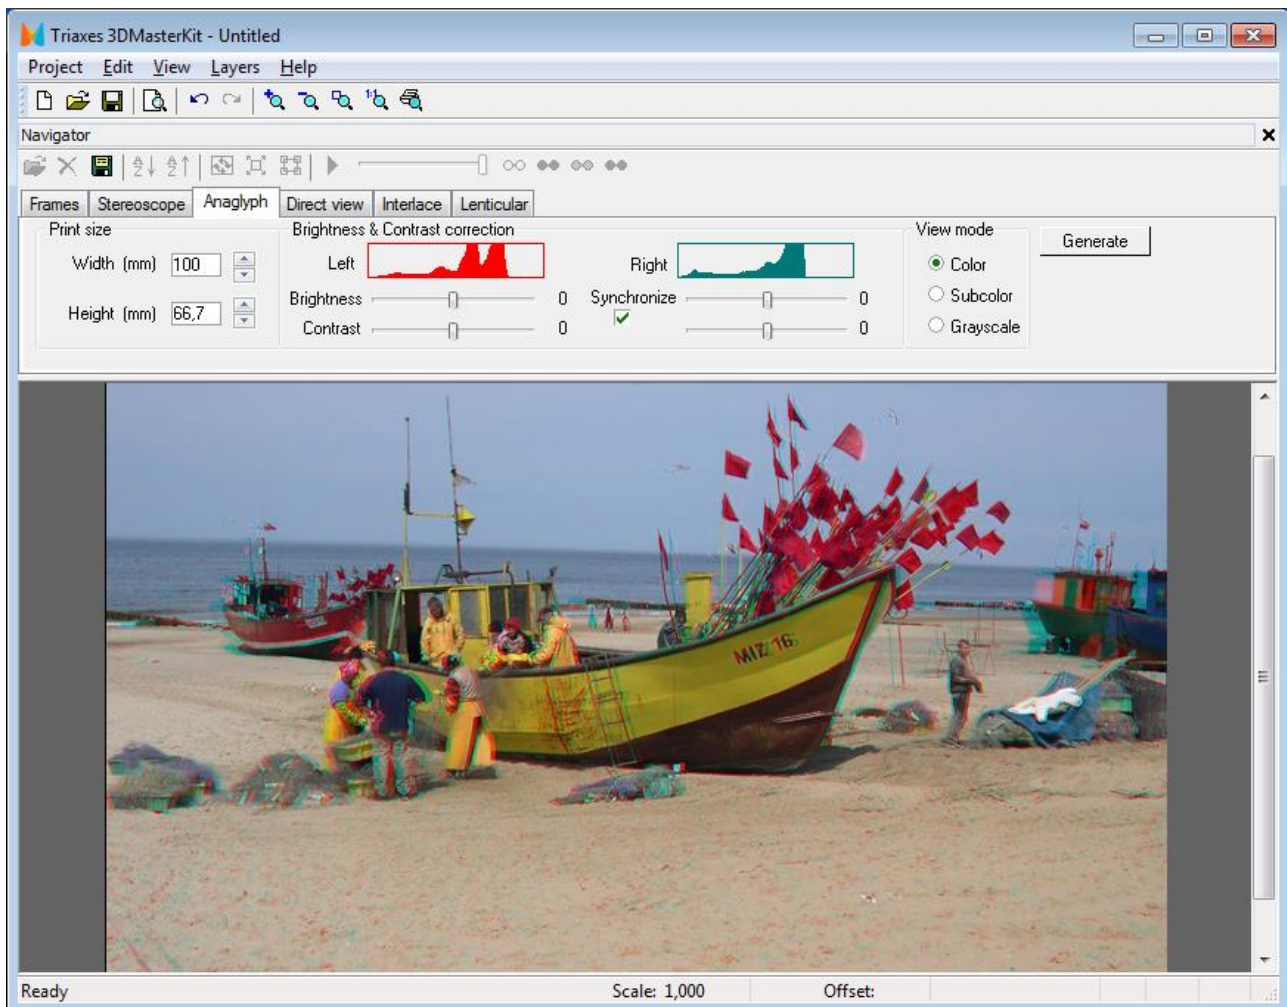 Triaxes 3DMasterKit - Untitled
Project Edit View Layers Help
1:1
Navigator
Frames Stereoscope Anaglyph Direct view Interlace Lenticular
Print size
Width (mm) 100
Height (mm) 66,7
Brightness & Contrast correction
Left
Right
Brightness 0 Synchronize 0
Contrast 0 0
View mode
Color
Subcolor
Grayscale
Generate
MIZ 16
Ready Scale: 1,000 Offset: